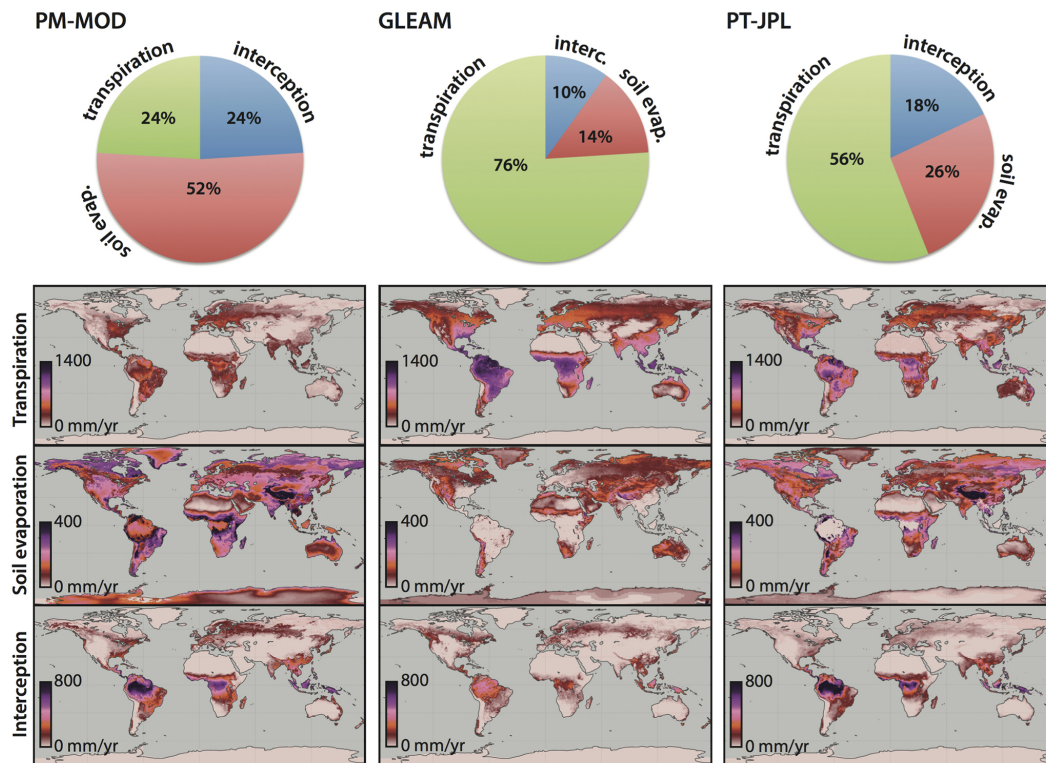 PM-MOD
GLEAM
PT-JPL
transpiration
interception
24%
24%
52%
soil evap.
transpiration
interc.
soil evap.
10%
14%
76%
transpiration
interception
18%
56%
26%
soil evap.
Transpiration
1400
0 mm/yr
1400
0 mm/yr
1400
0 mm/yr
Soil evaporation
400
0 mm/yr
400
0 mm/yr
400
0 mm/yr
Interception
800
0 mm/yr
800
0 mm/yr
800
0 mm/yr